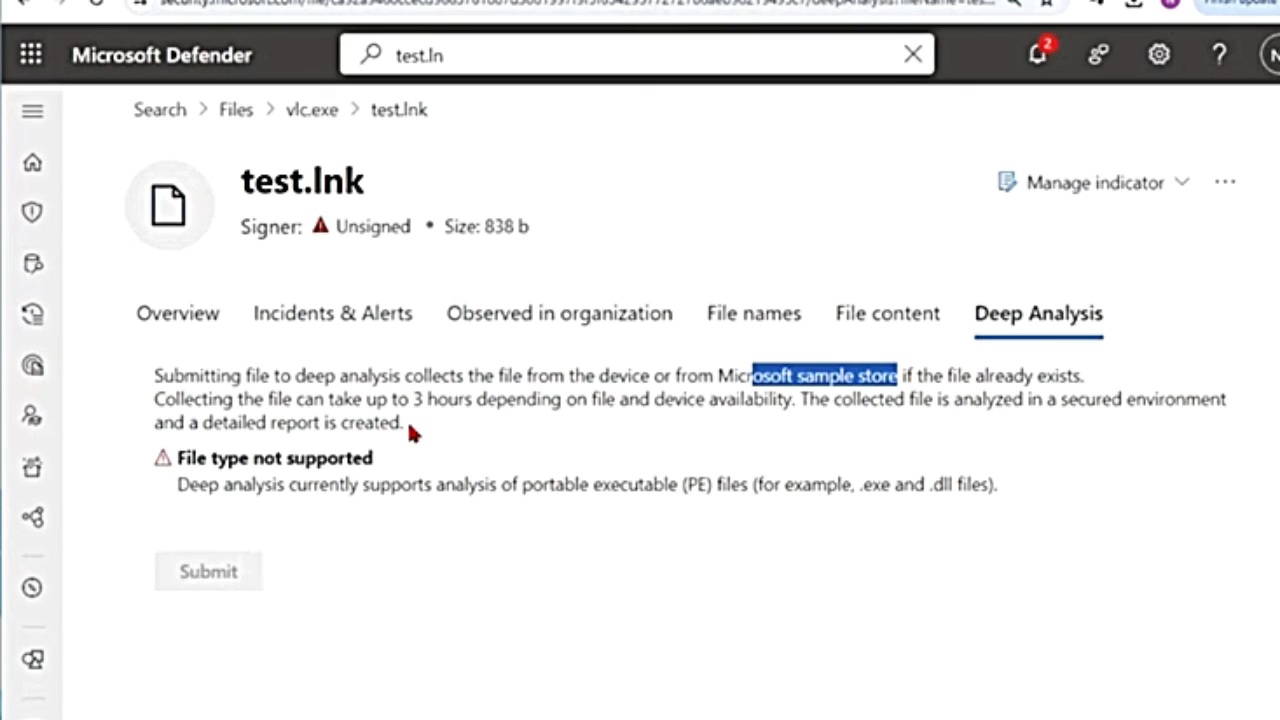 Microsoft Defender
test.ln
2
Search > Files > vlc.exe > test.lnk
test.lnk
Manage indicator
Signer: Unsigned • Size: 838 b
Overview Incidents & Alerts Observed in organization File names File content Deep Analysis
Submitting file to deep analysis collects the file from the device or from Microsoft sample store if the file already exists.
Collecting the file can take up to 3 hours depending on file and device availability. The collected file is analyzed in a secured environment
and a detailed report is created.
File type not supported
Deep analysis currently supports analysis of portable executable (PE) files (for example, .exe and .dll files).
Submit